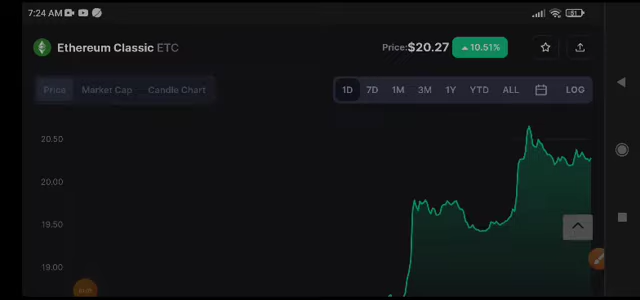 7:24 AM
Ethereum Classic ETC
Price: $20.27
10.51%
Price Market Cap Candle Chart
1D 7D 1M 3M 1Y YTD ALL LOG
20.50
20.00
19.50
19.00